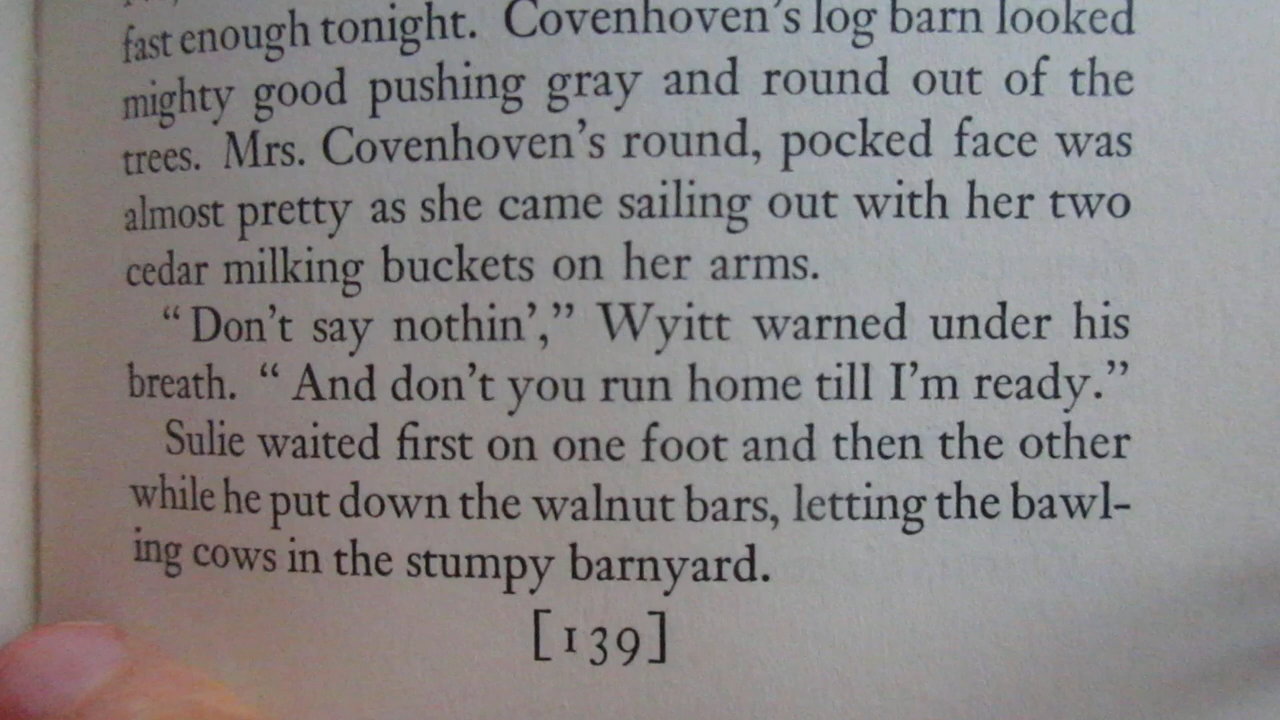 fast enough tonight. Covenhoven's log barn looked
mighty good pushing gray and round out of the
trees. Mrs. Covenhoven's round, pocked face was
almost pretty as she came sailing out with her two
cedar milking buckets on her arms.
“Don't say nothin',” Wyitt warned under his
breath. “And don't you run home till I'm ready.”
Sulie waited first on one foot and then the other
while he put down the walnut bars, letting the bawl-
ing cows in the stumpy barnyard.
[139]